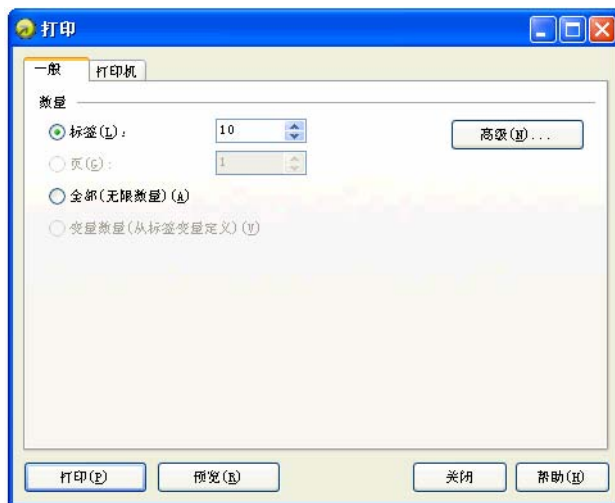 打印
一般 打印机
数量
标签(L): 10 高级(N)...
页(G): 1
全部(无限数量)(A)
变量数量(从标签变量定义)(V)
打印(P) 预览(R) 关闭 帮助(H)